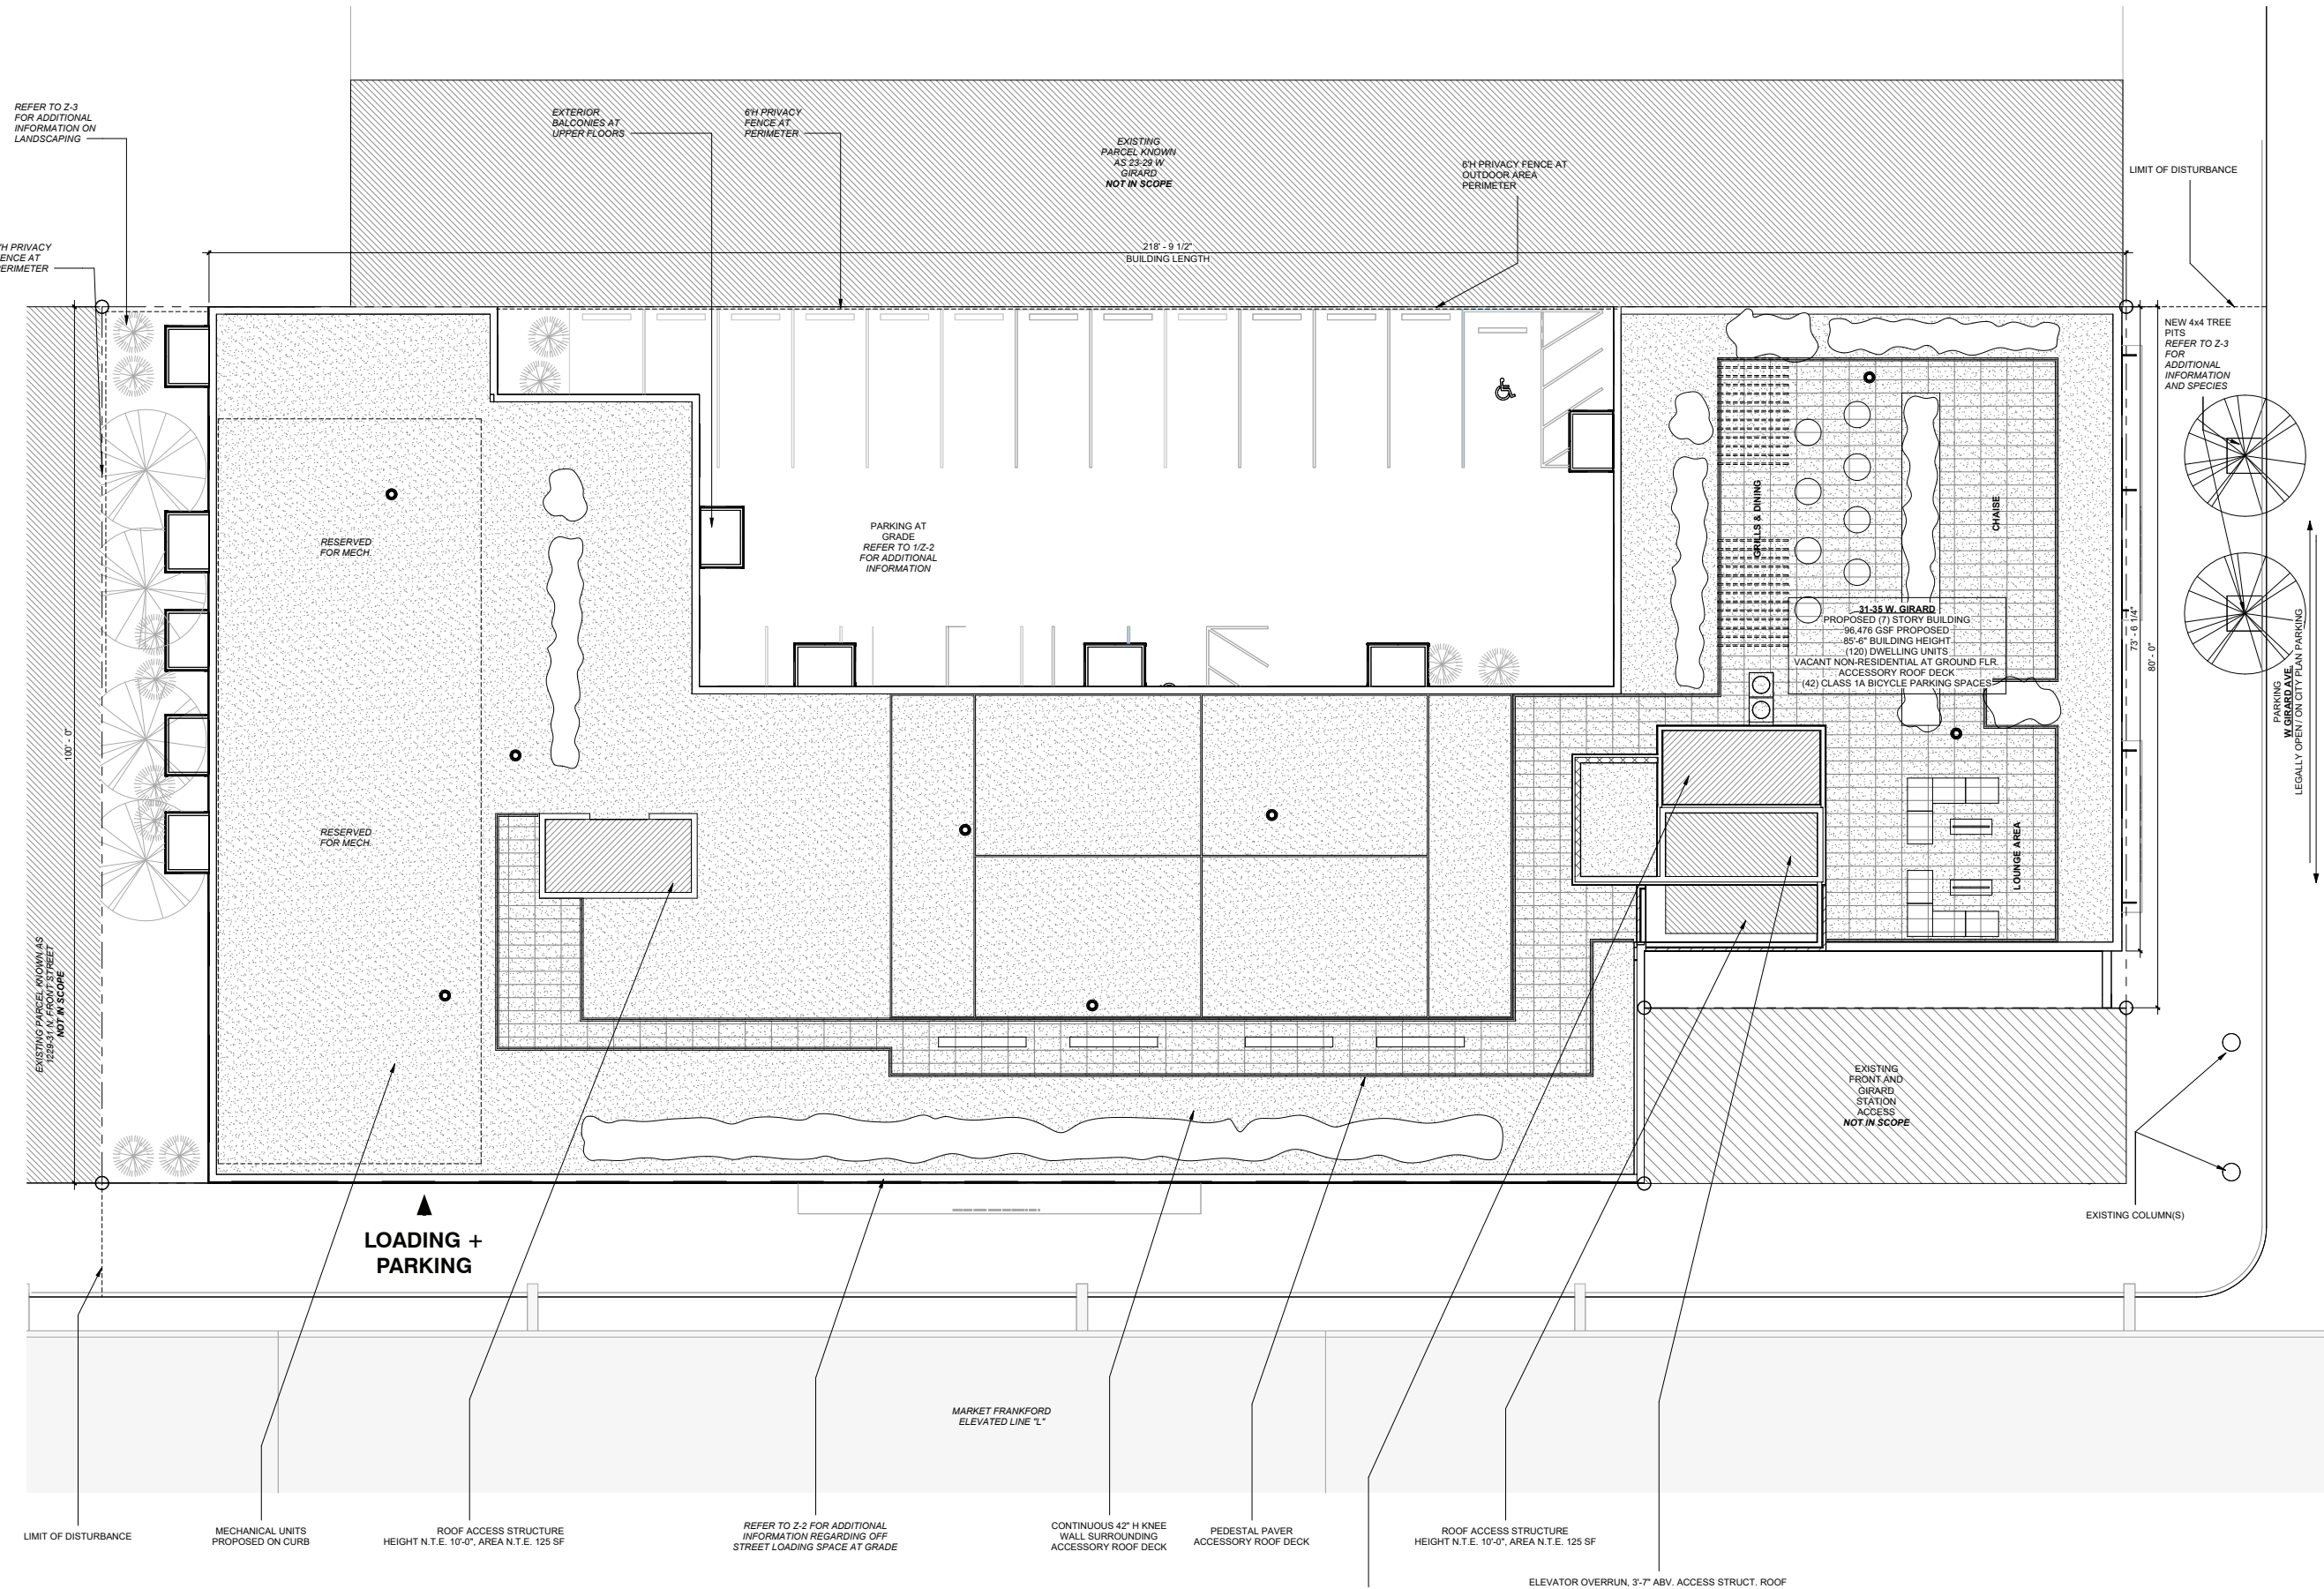 REFER TO Z-3
FOR ADDITIONAL
INFORMATION ON
LANDSCAPING
EXTERIOR
BALCONIES AT
UPPER FLOORS
6'H PRIVACY
FENCE AT
PERIMETER
EXISTING
PARCEL KNOWN
AS 23-29 W
GIRARD
NOT IN SCOPE
6'H PRIVACY FENCE AT
OUTDOOR AREA
PERIMETER
LIMIT OF DISTURBANCE
'H PRIVACY
ENCE AT
PERIMETER
218' - 9 1/2"
BUILDING LENGTH
NEW 4x4 TREE
PITS
REFER TO Z-3
FOR
ADDITIONAL
INFORMATION
AND SPECIES
RESERVED
FOR MECH.
PARKING AT
GRADE
REFER TO 1/Z-2
FOR ADDITIONAL
INFORMATION
GRILLS & DINING
CHAISE
31-35 W. GIRARD
PROPOSED (7) STORY BUILDING
96,476 GSF PROPOSED
85'-6" BUILDING HEIGHT
(120) DWELLING UNITS
VACANT NON-RESIDENTIAL AT GROUND FLR.
ACCESSORY ROOF DECK
(42) CLASS 1A BICYCLE PARKING SPACES
73' - 6 1/4"
80' - 0"
PARKING
W GIRARD AVE.
LEGALLY OPEN / ON CITY PLAN PARKING
100' - 0"
RESERVED
FOR MECH.
LOUNGE AREA
EXISTING PARCEL KNOWN AS
1229-31 N. FRONT STREET
NOT IN SCOPE
EXISTING
FRONT AND
GIRARD
STATION
ACCESS
NOT IN SCOPE
EXISTING COLUMN(S)
LOADING +
PARKING
MARKET FRANKFORD
ELEVATED LINE "L"
LIMIT OF DISTURBANCE
MECHANICAL UNITS
PROPOSED ON CURB
ROOF ACCESS STRUCTURE
HEIGHT N.T.E. 10'-0", AREA N.T.E. 125 SF
REFER TO Z-2 FOR ADDITIONAL
INFORMATION REGARDING OFF
STREET LOADING SPACE AT GRADE
CONTINUOUS 42" H KNEE
WALL SURROUNDING
ACCESSORY ROOF DECK
PEDESTAL PAVER
ACCESSORY ROOF DECK
ROOF ACCESS STRUCTURE
HEIGHT N.T.E. 10'-0", AREA N.T.E. 125 SF
ELEVATOR OVERRUN, 3'-7" ABV. ACCESS STRUCT. ROOF